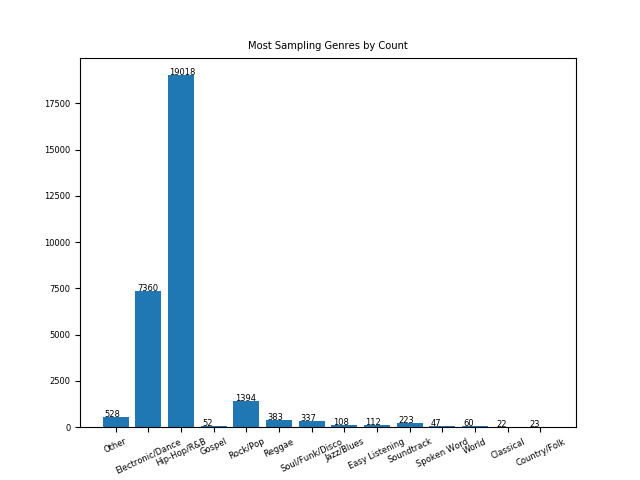 Most Sampling Genres by Count
17500
15000
12500
10000
7500
5000
2500
0
528
7360
19018
52
1394
383
337
108
112
223
47
60
22
23
Other
Electronic/Dance
Hip-Hop/R&B
Gospel
Rock/Pop
Reggae
Soul/Funk/Disco
Jazz/Blues
Easy Listening
Soundtrack
Spoken Word
World
Classical
Country/Folk